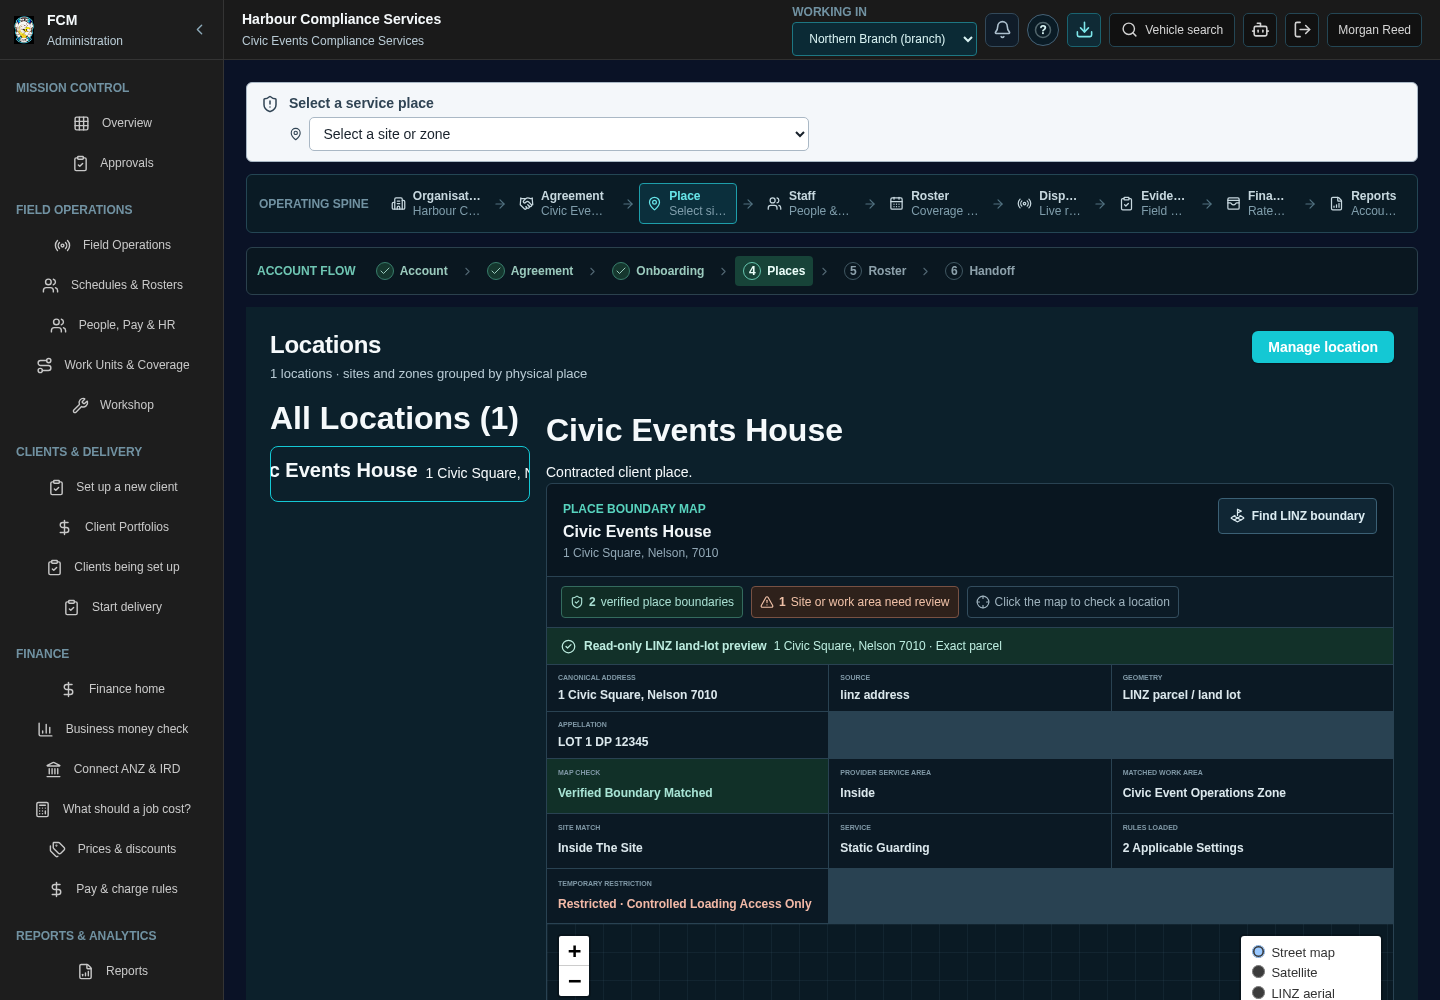 FCM
Administration
Harbour Compliance Services
Civic Events Compliance Services
WORKING IN
Northern Branch (branch)
Vehicle search
Morgan Reed
MISSION CONTROL
Overview
Approvals
FIELD OPERATIONS
Field Operations
Schedules & Rosters
People, Pay & HR
Work Units & Coverage
Workshop
CLIENTS & DELIVERY
Set up a new client
Client Portfolios
Clients being set up
Start delivery
FINANCE
Finance home
Business money check
Connect ANZ & IRD
What should a job cost?
Prices & discounts
Pay & charge rules
REPORTS & ANALYTICS
Reports
Select a service place
Select a site or zone
OPERATING SPINE
Organisat…
Harbour C…
Agreement
Civic Eve…
Place
Select si…
Staff
People &…
Roster
Coverage …
Disp…
Live r…
Evide…
Field …
Fina…
Rate…
Reports
Accou…
ACCOUNT FLOW
Account
Agreement
Onboarding
4 Places
5 Roster
6 Handoff
Locations
1 locations · sites and zones grouped by physical place
Manage location
All Locations (1)
c Events House 1 Civic Square, N
Civic Events House
Contracted client place.
PLACE BOUNDARY MAP
Civic Events House
1 Civic Square, Nelson, 7010
Find LINZ boundary
2 verified place boundaries
1 Site or work area need review
Click the map to check a location
Read-only LINZ land-lot preview 1 Civic Square, Nelson 7010 · Exact parcel
CANONICAL ADDRESS
1 Civic Square, Nelson 7010
SOURCE
linz address
GEOMETRY
LINZ parcel / land lot
APPELLATION
LOT 1 DP 12345
MAP CHECK
Verified Boundary Matched
PROVIDER SERVICE AREA
Inside
MATCHED WORK AREA
Civic Event Operations Zone
SITE MATCH
Inside The Site
SERVICE
Static Guarding
RULES LOADED
2 Applicable Settings
TEMPORARY RESTRICTION
Restricted · Controlled Loading Access Only
+
−
Street map
Satellite
LINZ aerial